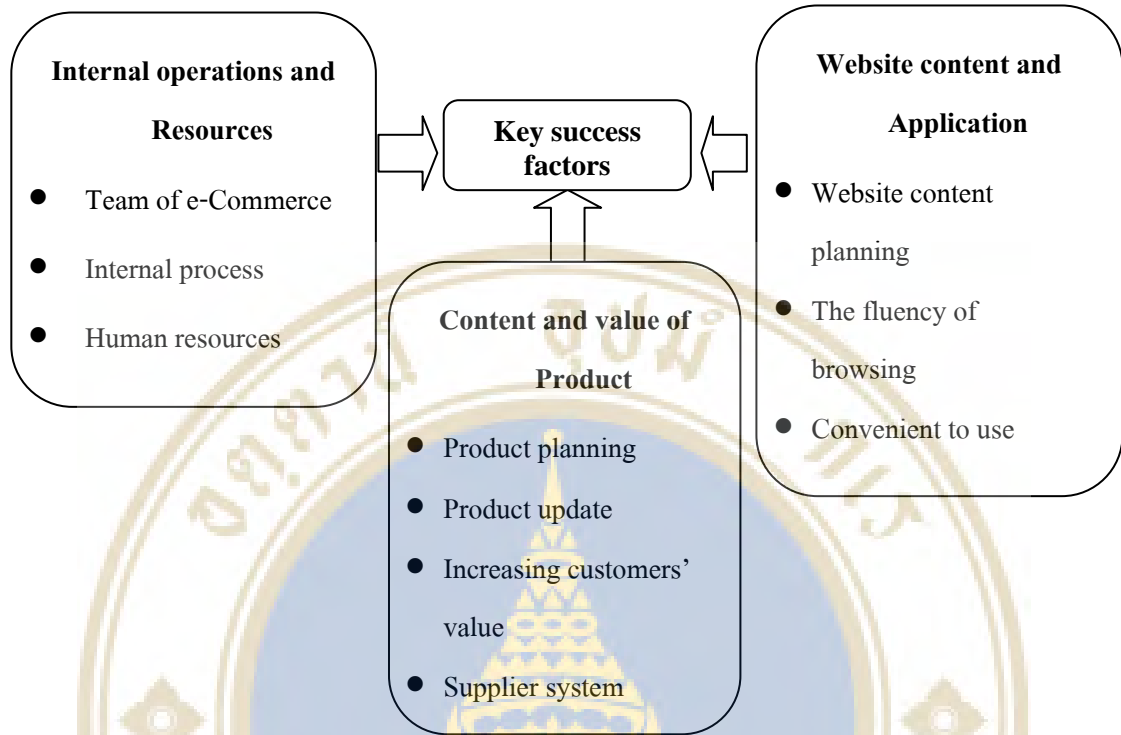 Internal operations and
Resources
● Team of e-Commerce
● Internal process
● Human resources
Key success
factors
Website content and
Application
● Website content
planning
● The fluency of
browsing
● Convenient to use
Content and value of
Product
● Product planning
● Product update
● Increasing customers’
value
● Supplier system